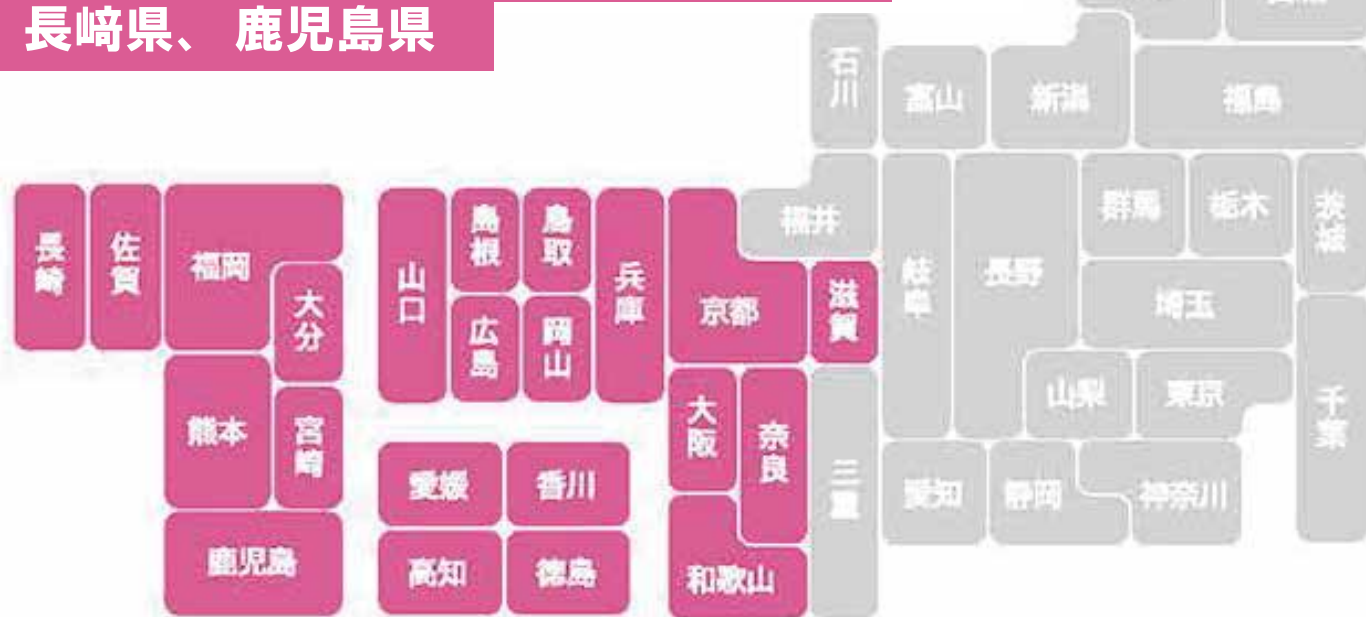 長﨑県、 鹿児島県
石川
富山
新潟
福島
長崎
佐賀
福岡
大分
山口
島根
鳥取
兵庫
福井
岐阜
長野
群馬
栃木
茨城
広島
岡山
京都
滋賀
埼玉
熊本
宮崎
大阪
奈良
三重
山梨
東京
千葉
愛媛
香川
愛知
静岡
神奈川
鹿児島
高知
徳島
和歌山